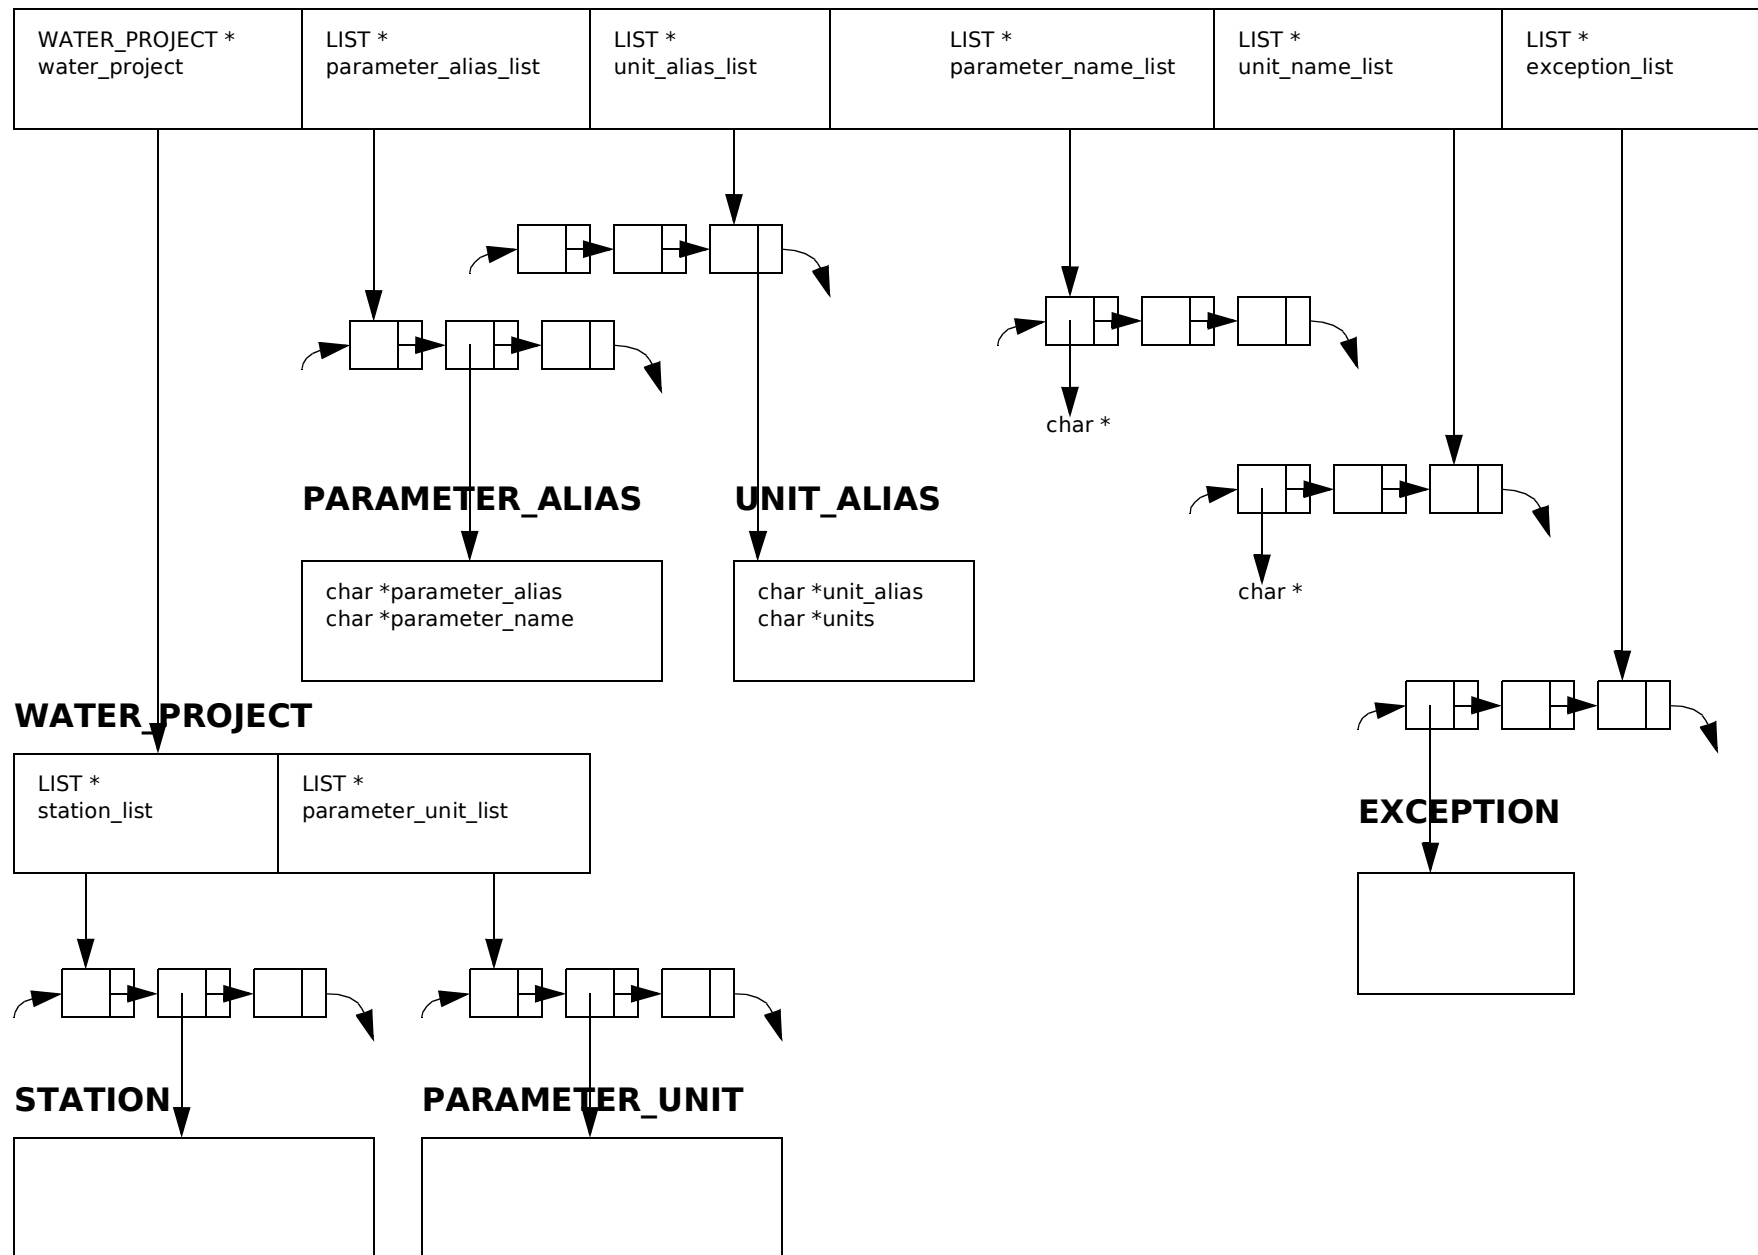 WATER_PROJECT *
water_project
LIST *
parameter_alias_list
LIST *
unit_alias_list
LIST *
parameter_name_list
LIST *
unit_name_list
LIST *
exception_list
char *
PARAMETER_ALIAS
UNIT_ALIAS
char *parameter_alias
char *parameter_name
char *unit_alias
char *units
char *
WATER_PROJECT
LIST *
station_list
LIST *
parameter_unit_list
EXCEPTION
STATION
PARAMETER_UNIT